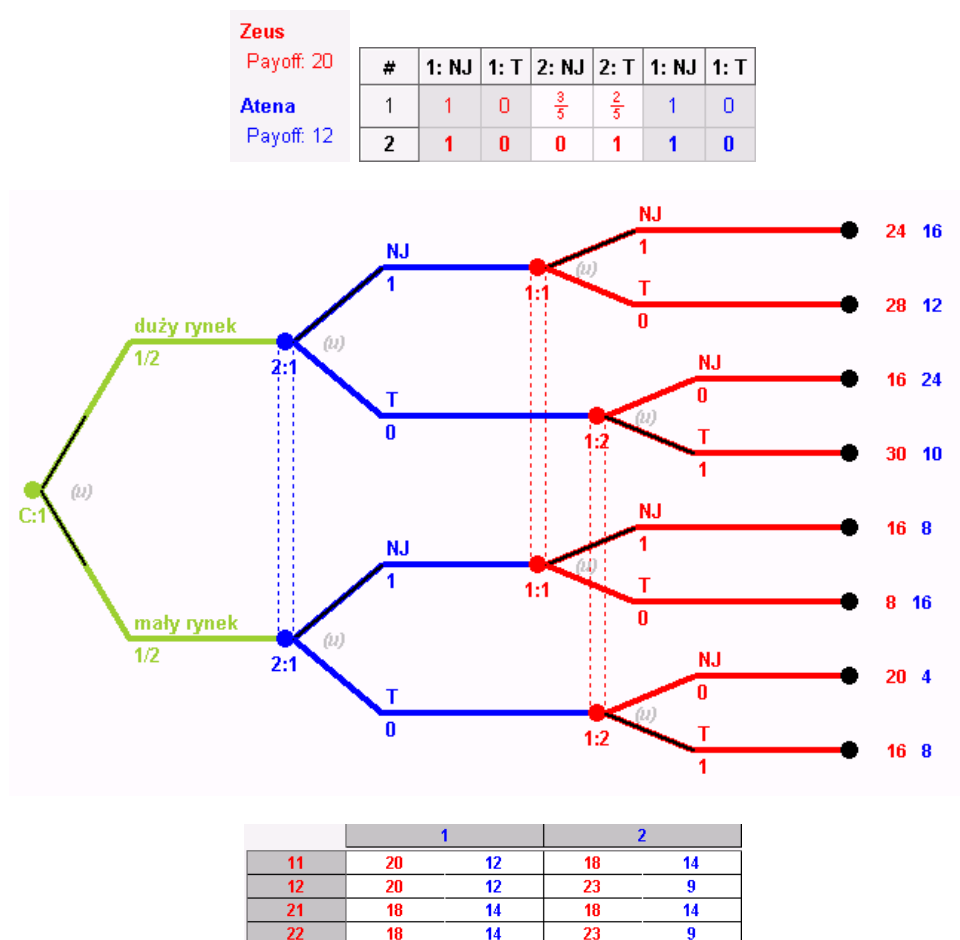 Zeus
Payoff: 20
Atena
Payoff: 12
# 1: NJ 1: T 2: NJ 2: T 1: NJ 1: T
1 1 0 3/5 2/5 1 0
2 1 0 0 1 1 0
NJ
1
24 16
NJ
1
1:1
(u)
T
0
28 12
duży rynek
1/2
2:1
(u)
NJ
0
16 24
T
0
1:2
(u)
T
1
30 10
C:1
(u)
NJ
1
16 8
NJ
1
1:1
(u)
T
0
8 16
mały rynek
1/2
2:1
(u)
NJ
0
20 4
T
0
1:2
(u)
T
1
16 8
1 2
11 20 12 18 14
12 20 12 23 9
21 18 14 18 14
22 18 14 23 9